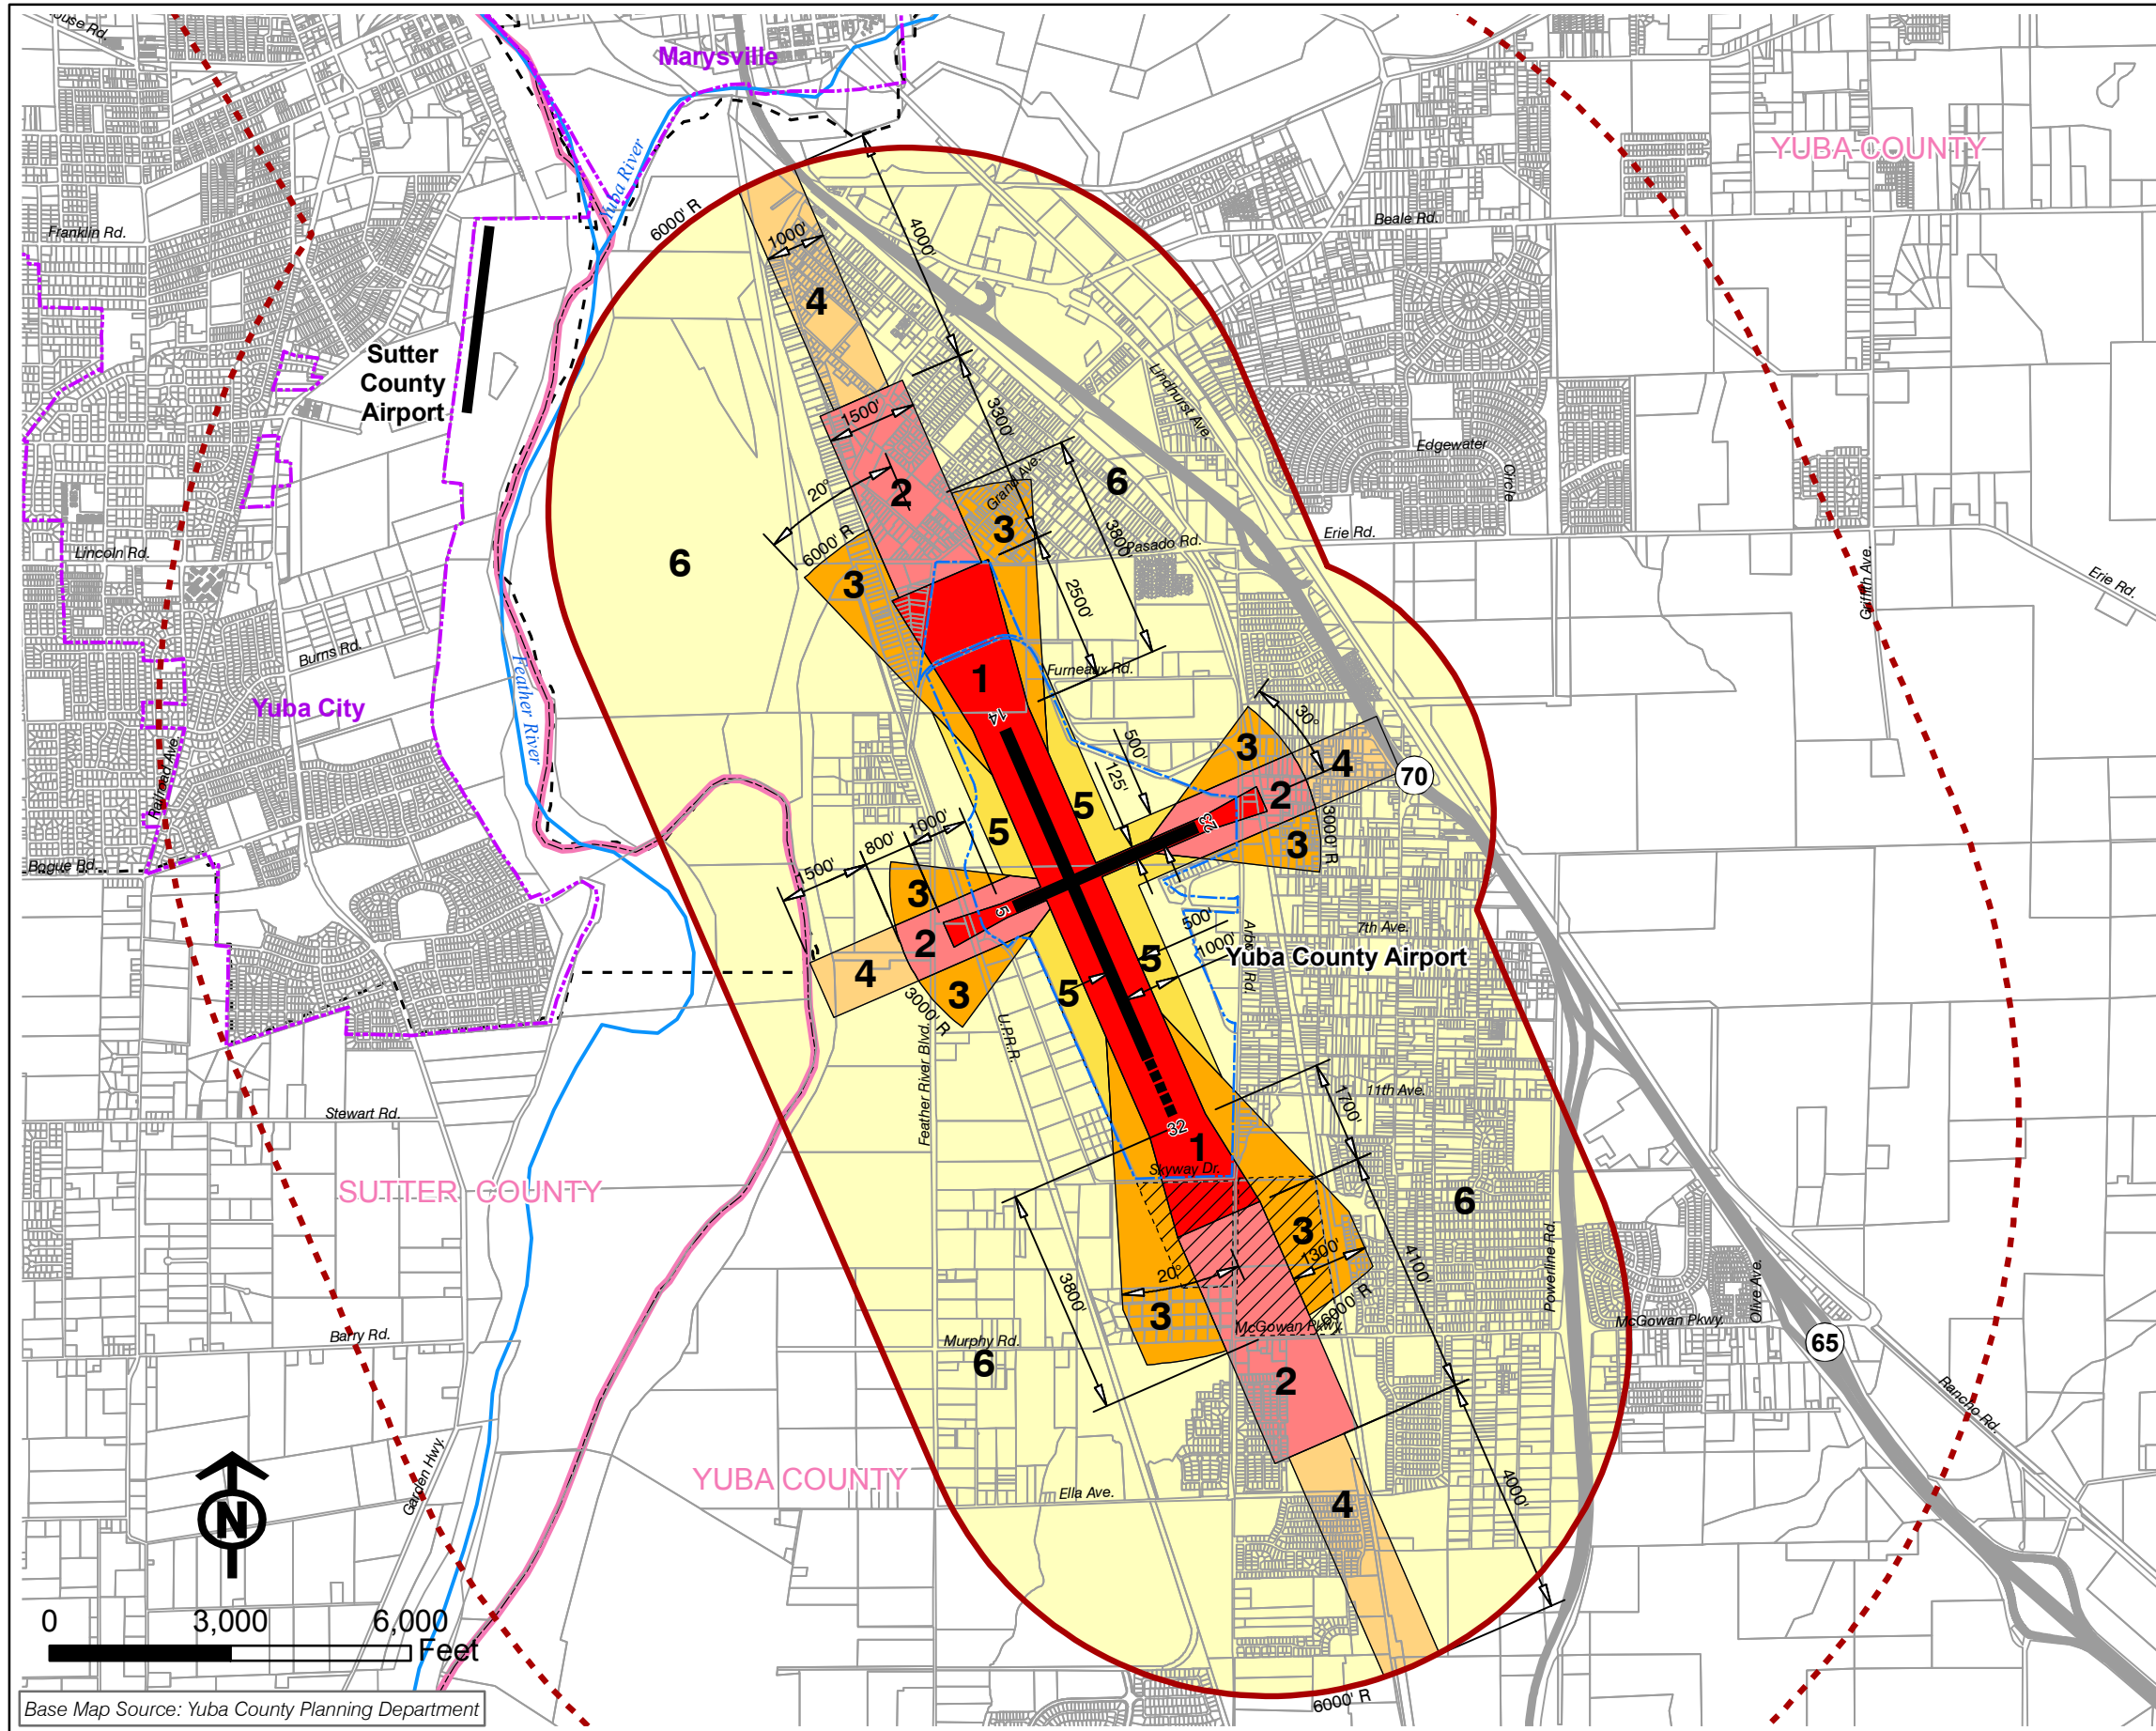 House Rd.
Marysville
YUBA COUNTY
Yuba River
Franklin Rd.
Beale Rd.
6000' R
1000'
4000'
4
Sutter
County
Airport
1500'
3300'
Lindhurst Ave.
Edgewater
Circle
6
2
20°
Grand Ave.
3
3800'
6000' R
Pasado Rd.
Erie Rd.
Erie Rd.
Lincoln Rd.
6
3
2500'
Griffith Ave.
Burns Rd.
Furneaux Rd.
1
14
Feather River
Yuba City
30°
500'
3
4
70
125'
2
Railroad Ave.
5
5
23
3000' R
3
1000'
800'
1500'
Bogue Rd.
3
5
2
4
3
3000' R
500'
1000'
7th Ave.
Yuba County Airport
5
5
U.P.R.R.
Feather River Blvd.
11th Ave.
1700'
Stewart Rd.
32
1
Skyway Dr.
SUTTER COUNTY
6
3
1300'
4100'
20°
6000' R
3800'
3
Powerline Rd.
Olive Ave.
McGowan Pkwy.
McGowan Pkwy.
Barry Rd.
Murphy Rd.
6
65
2
Rancho Rd.
Garden Hwy.
YUBA COUNTY
Ella Ave.
4
4000'
N
0 3,000 6,000
Feet
6000' R
Base Map Source: Yuba County Planning Department